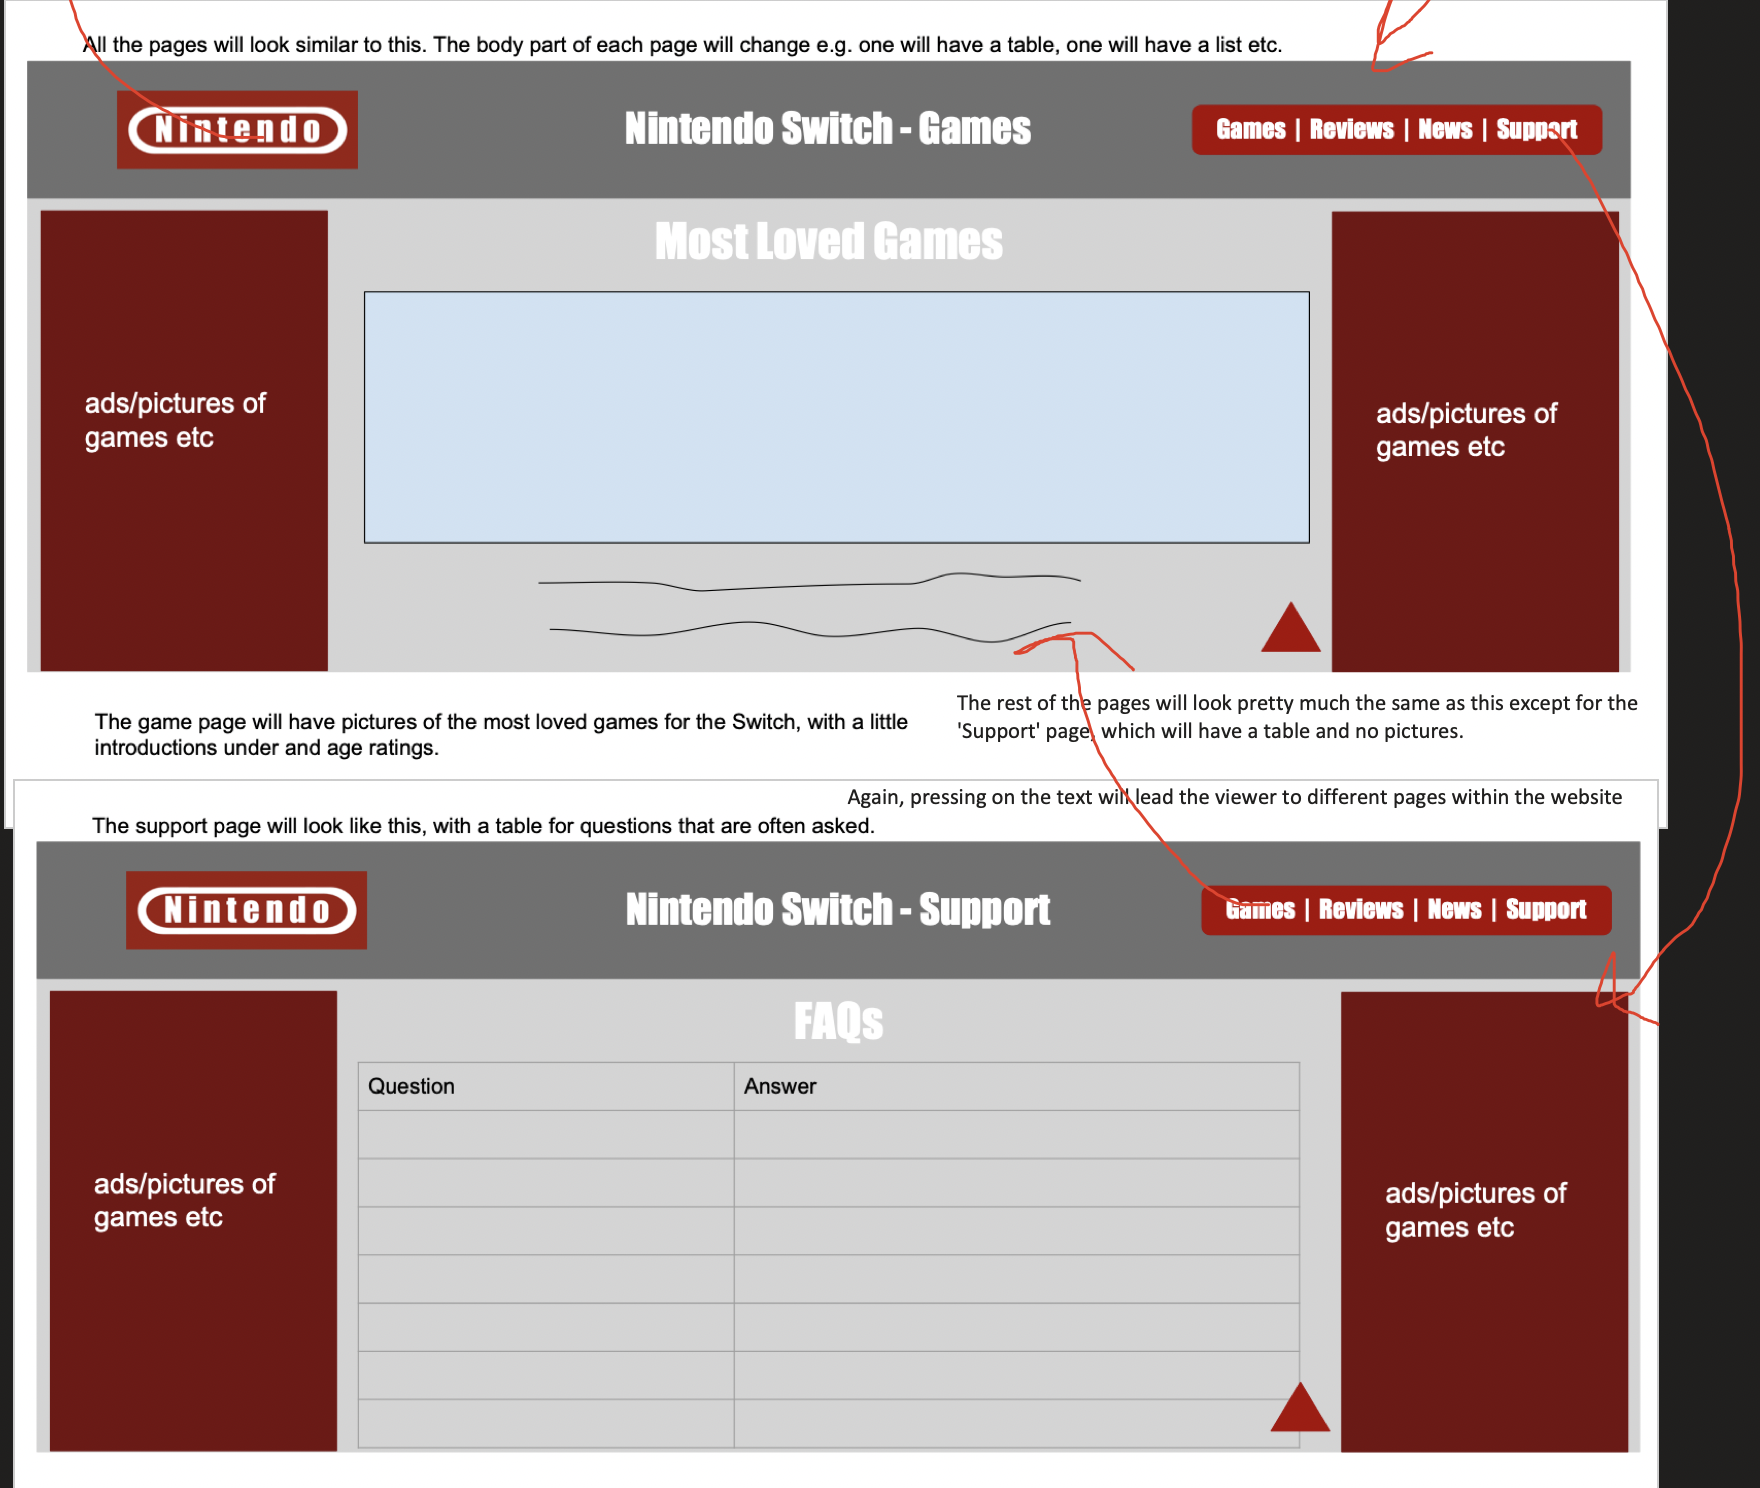 All the pages will look similar to this. The body part of each page will change e.g. one will have a table, one will have a list etc.
Nintendo
Nintendo Switch - Games
Games | Reviews | News | Support
Most Loved Games
ads/pictures of
games etc
ads/pictures of
games etc
The game page will have pictures of the most loved games for the Switch, with a little
introductions under and age ratings.
The rest of the pages will look pretty much the same as this except for the
'Support' page, which will have a table and no pictures.
Again, pressing on the text will lead the viewer to different pages within the website
The support page will look like this, with a table for questions that are often asked.
Nintendo
Nintendo Switch - Support
Games | Reviews | News | Support
FAQs
Question
Answer
ads/pictures of
games etc
ads/pictures of
games etc